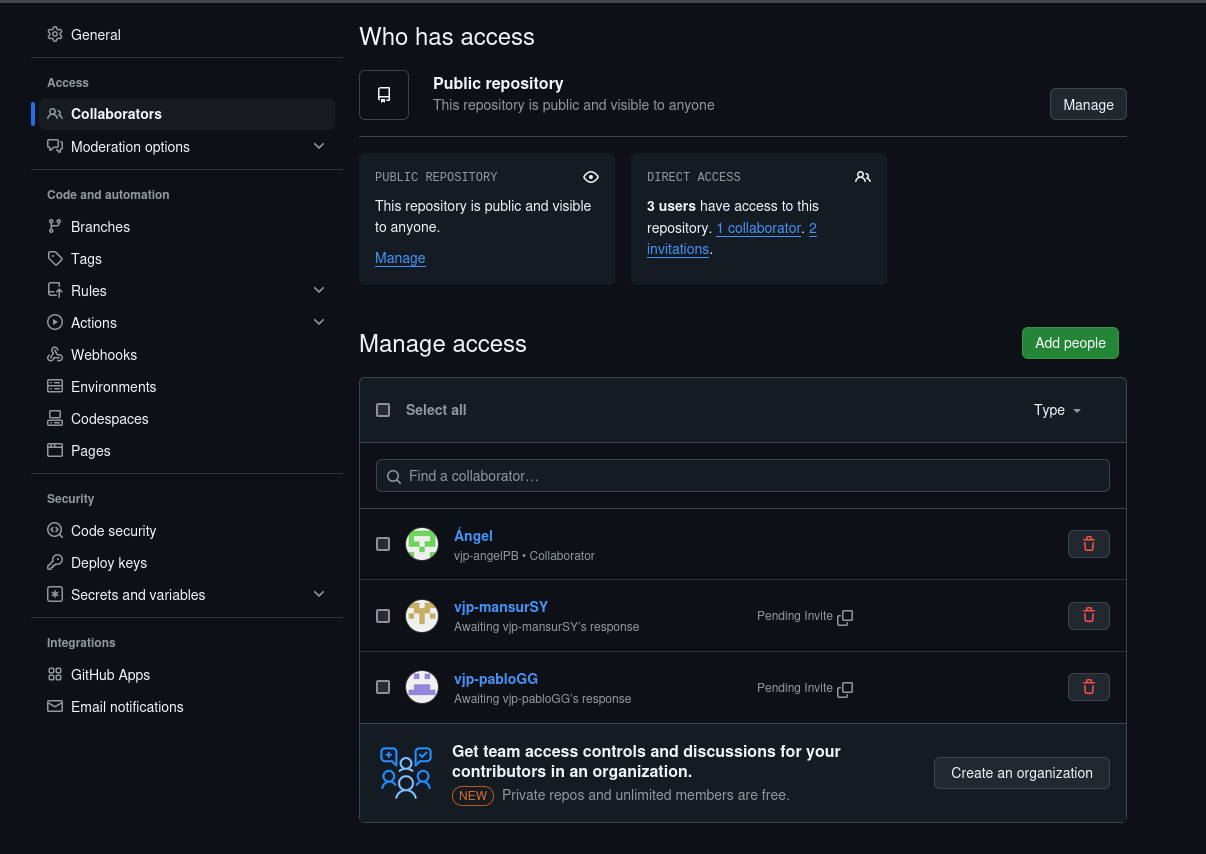 General
Access
Collaborators
Moderation options
Code and automation
Branches
Tags
Rules
Actions
Webhooks
Environments
Codespaces
Pages
Security
Code security
Deploy keys
Secrets and variables
Integrations
GitHub Apps
Email notifications
Who has access
Public repository
This repository is public and visible to anyone
Manage
PUBLIC REPOSITORY
This repository is public and visible
to anyone.
Manage
DIRECT ACCESS
3 users have access to this
repository. 1 collaborator. 2
invitations.
Manage access
Add people
Select all
Type
Find a collaborator…
Ángel
vjp-angelPB • Collaborator
vjp-mansurSY
Awaiting vjp-mansurSY's response
Pending Invite
vjp-pabloGG
Awaiting vjp-pabloGG's response
Pending Invite
Get team access controls and discussions for your
contributors in an organization.
NEW Private repos and unlimited members are free.
Create an organization